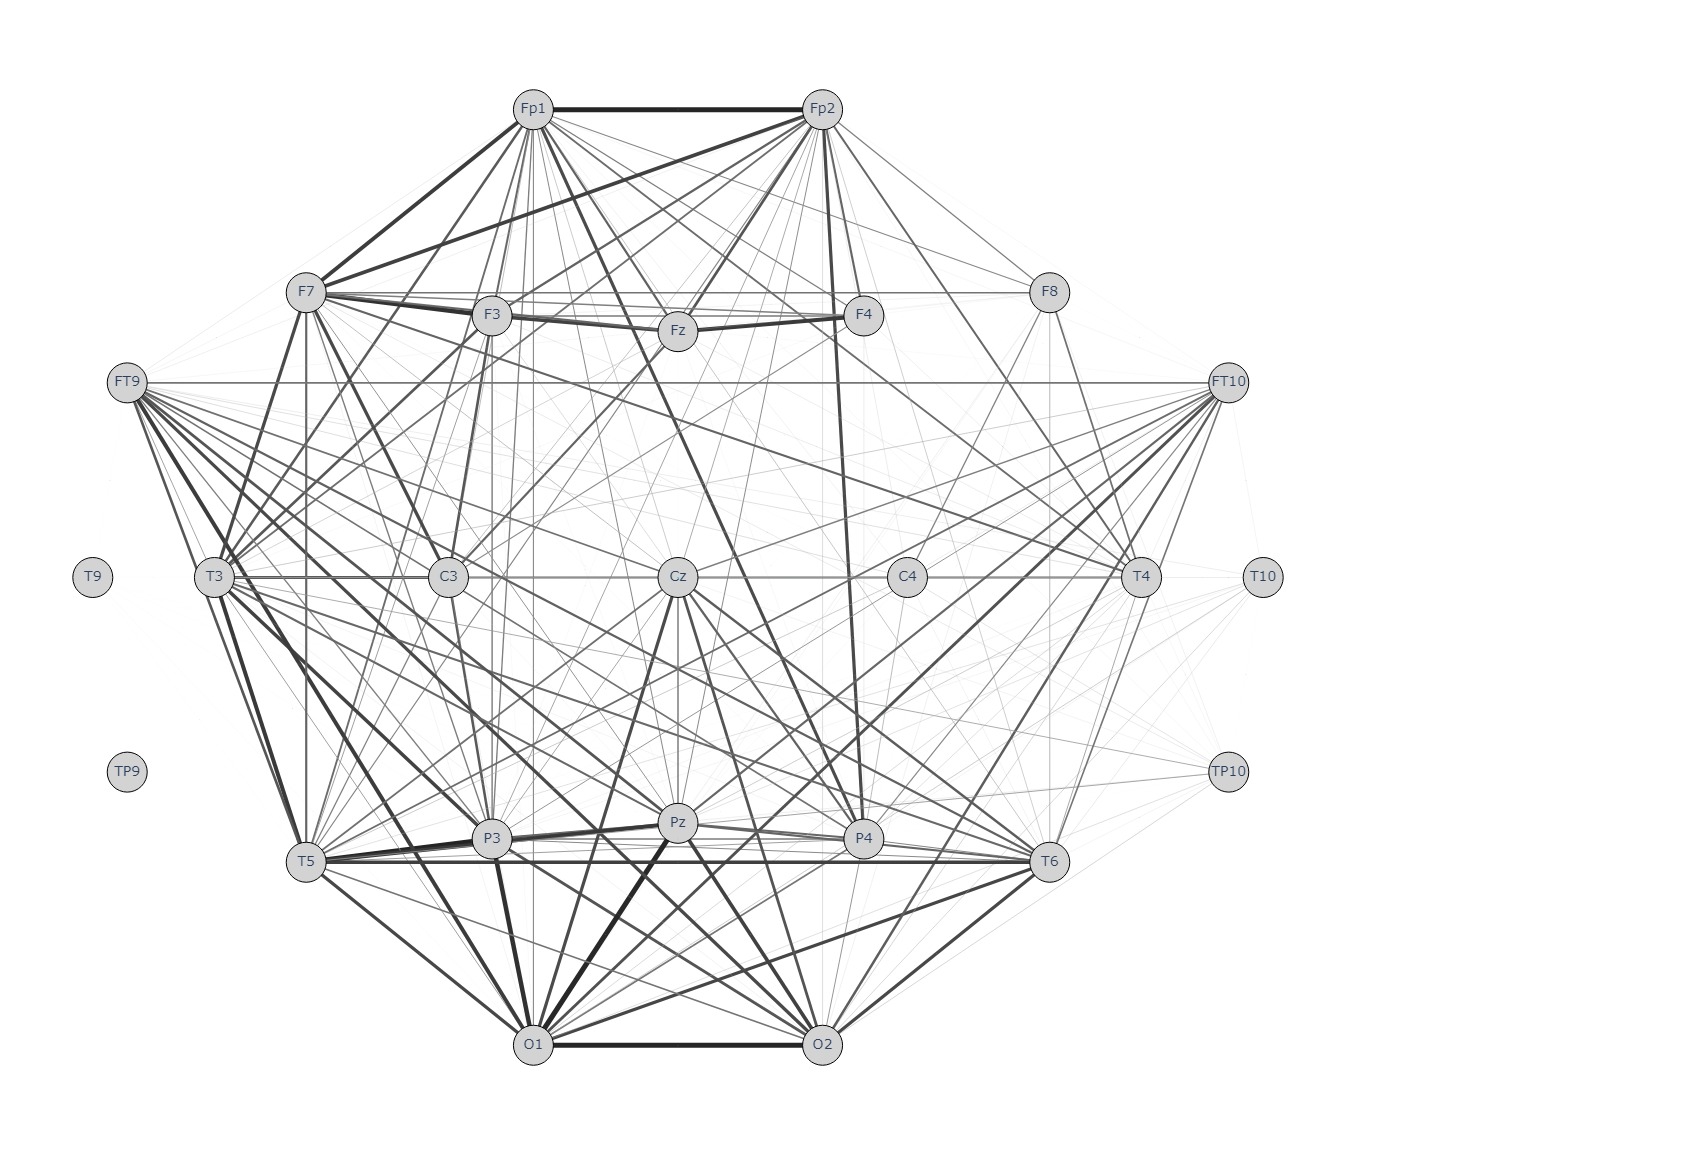 Fp1 Fp2
F7 F8
F3 Fz F4
FT9 FT10
T9 T3 C3 Cz C4 T4 T10
TP9 TP10
Pz
P3 P4
T5 T6
O1 O2